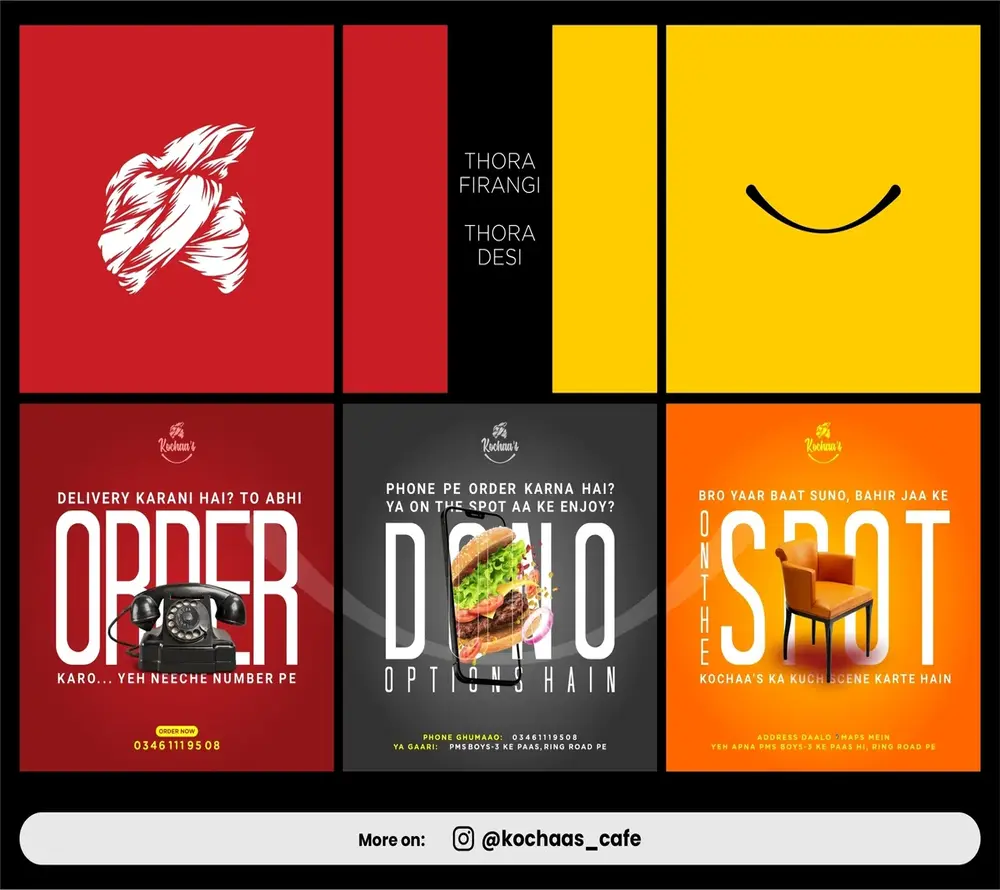 THORA
FIRANGI
THORA
DESI
Kochaa's
DELIVERY KARANI HAI? TO ABHI
ORDER
KARO... YEH NEECHE NUMBER PE
ORDER NOW
03461119508
Kochaa's
PHONE PE ORDER KARNA HAI?
YA ON THE SPOT AA KE ENJOY?
DONO
OPTIONS HAIN
PHONE GHUMAAO: 03461119508
YA GAARI: PMSBOYS-3 KE PAAS,RING ROAD PE
Kochaa's
BRO YAAR BAAT SUNO, BAHIR JAA KE
ON THE
SPOT
KOCHAA'S KA KUCH SCENE KARTE HAIN
ADDRESS DAALO MAPS MEIN
YEH APNA PMS BOYS-3 KE PAAS HI, RING ROAD PE
More on: @kochaas_cafe